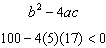 b² − 4ac
100 − 4(5)(17) < 0